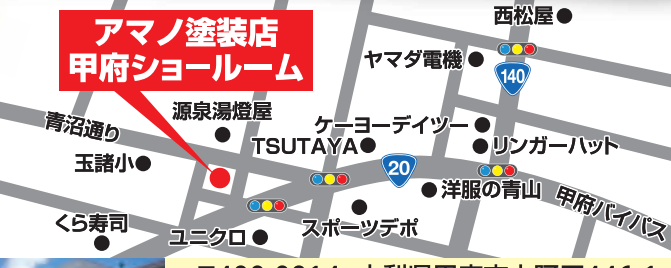 西松屋
アマノ塗装店
甲府ショールーム
ヤマダ電機
140
源泉湯燈屋
青沼通り
ケーヨーデイツー
TSUTAYA
リンガーハット
玉諸小
20
洋服の青山
甲府バイパス
くら寿司
スポーツデポ
ユニクロ